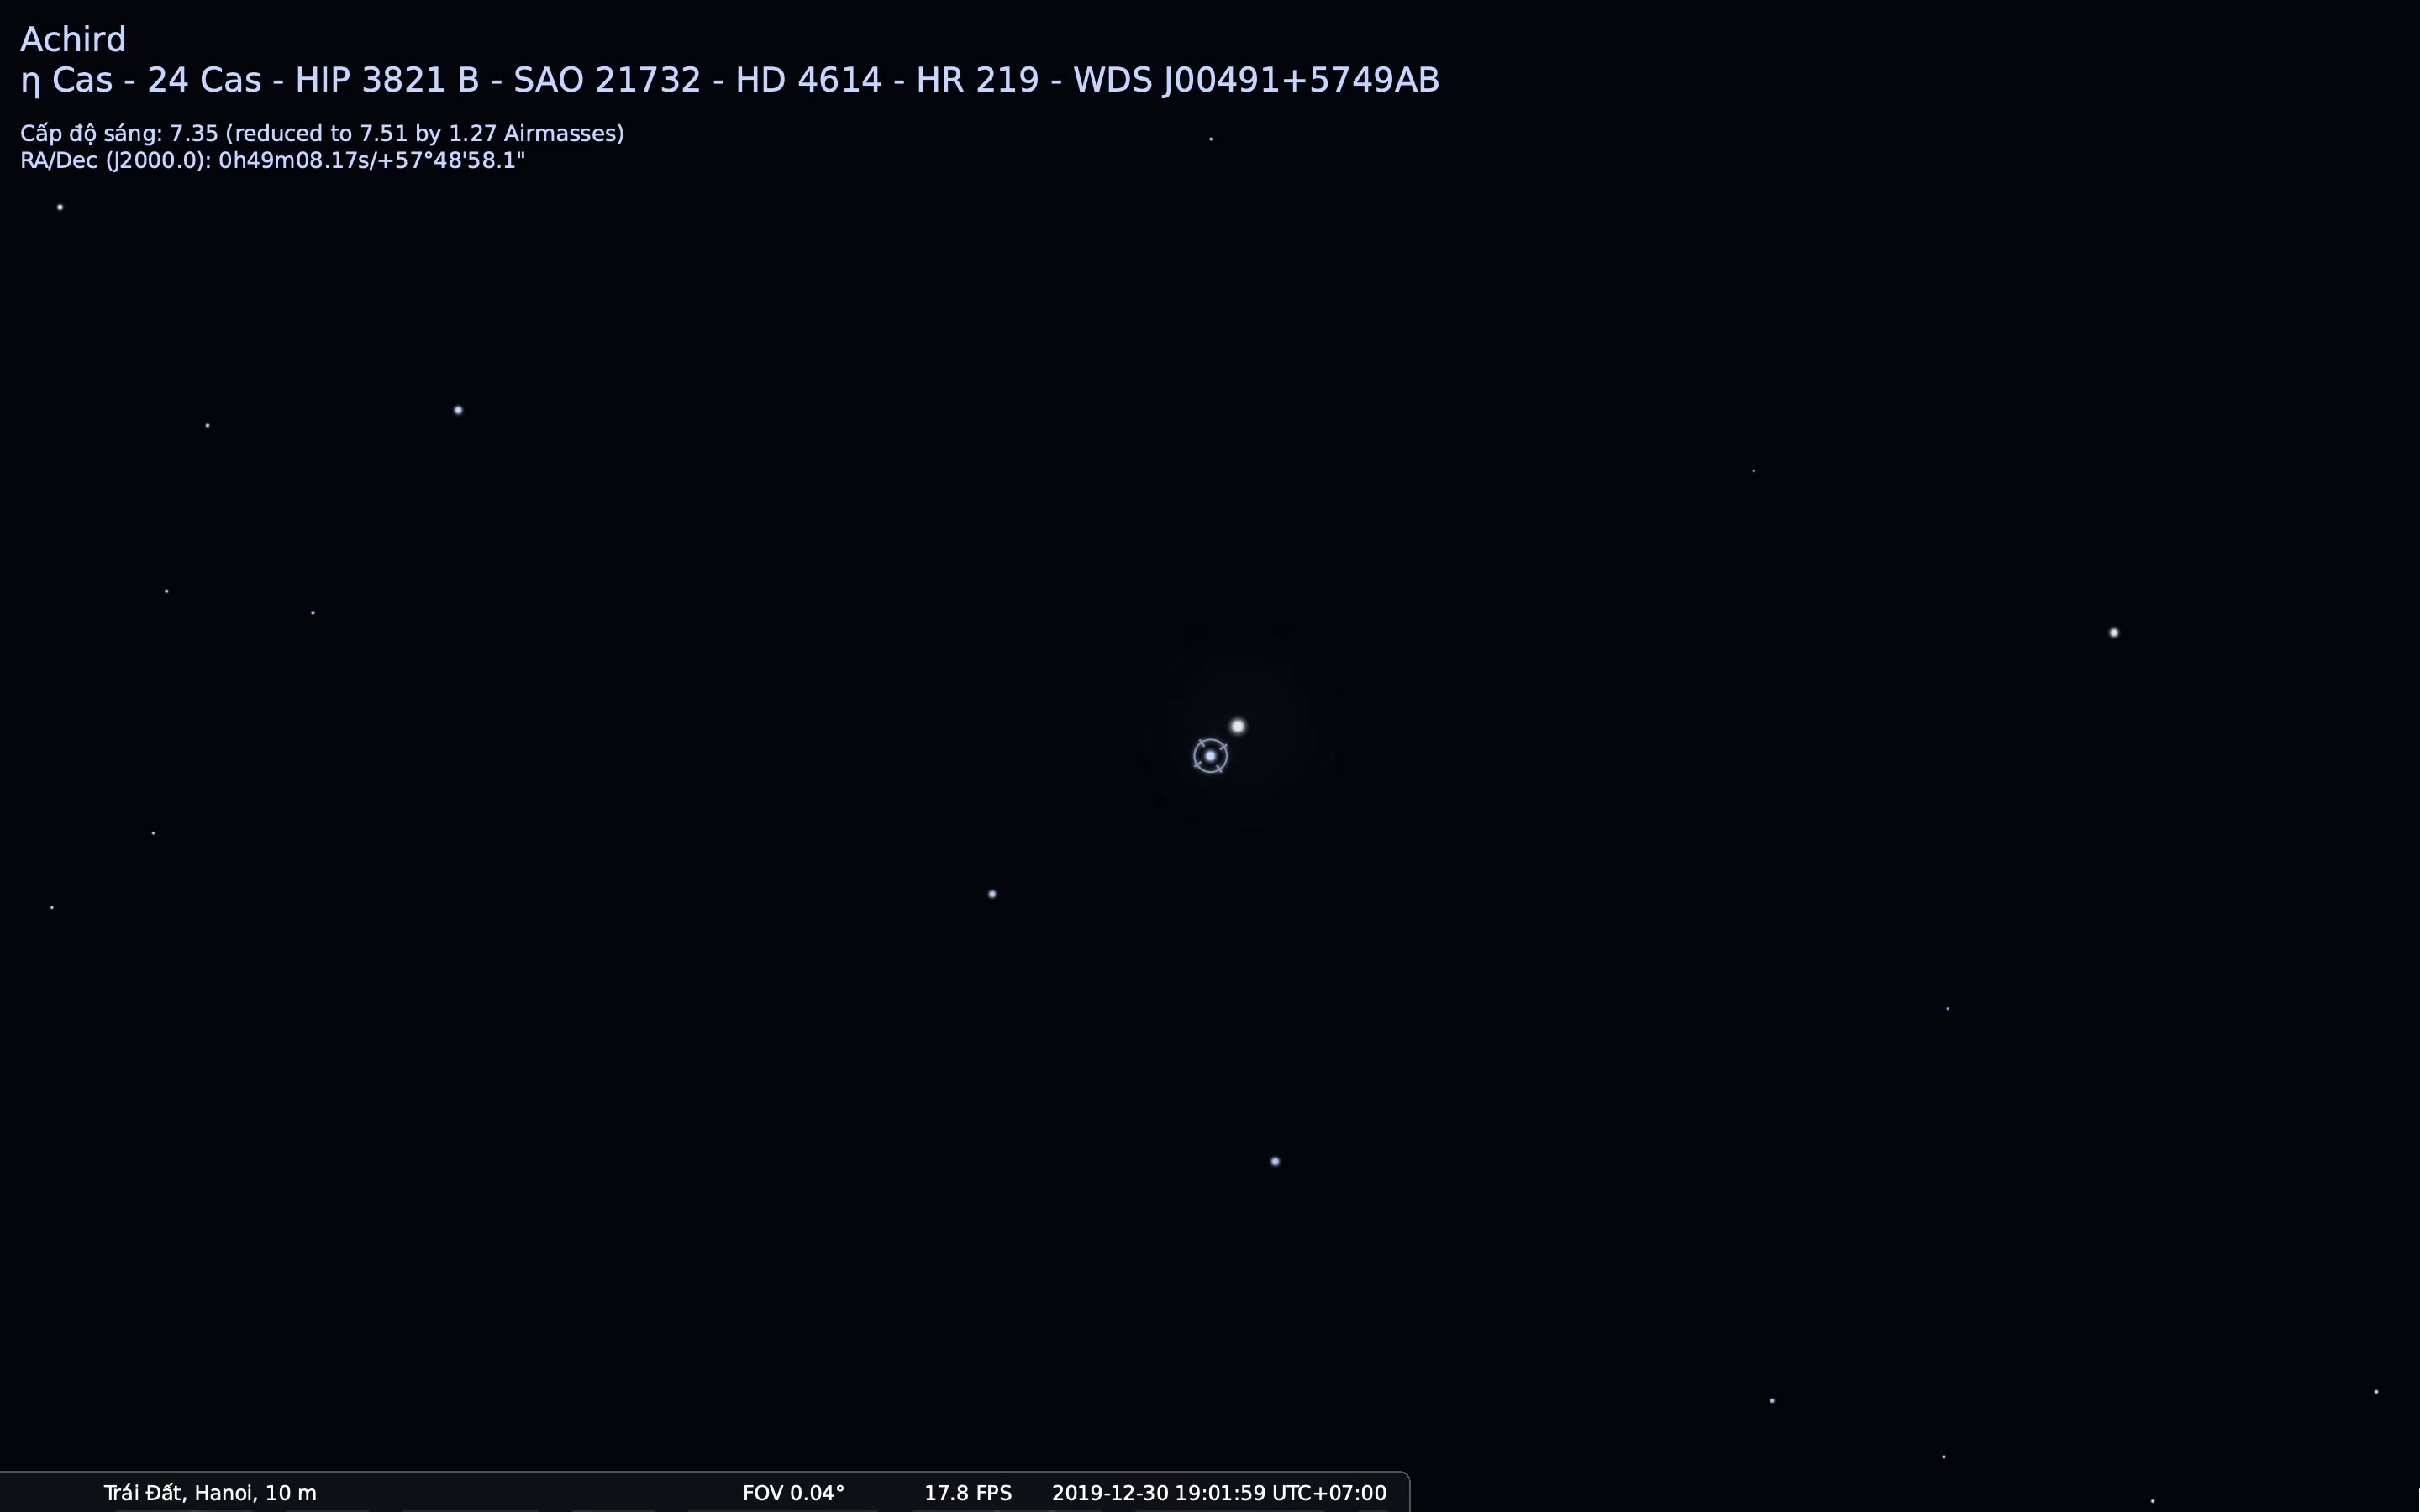 Achird
η Cas - 24 Cas - HIP 3821 B - SAO 21732 - HD 4614 - HR 219 - WDS J00491+5749AB
Cấp độ sáng: 7.35 (reduced to 7.51 by 1.27 Airmasses)
RA/Dec (J2000.0): 0h49m08.17s/+57°48'58.1"
Trái Đất, Hanoi, 10 m FOV 0.04° 17.8 FPS 2019-12-30 19:01:59 UTC+07:00